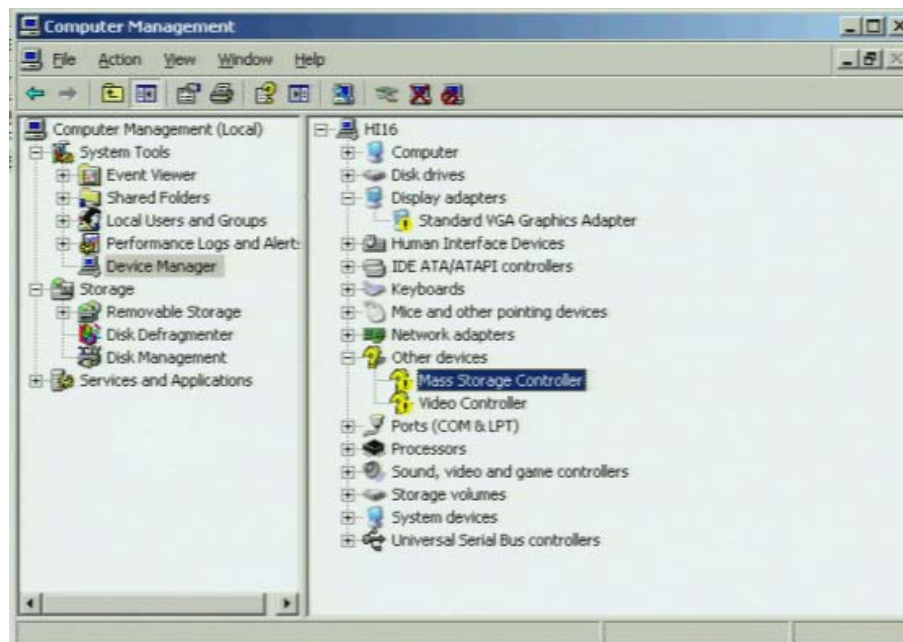 Computer Management
File Action View Window Help
Computer Management (Local)
System Tools
Event Viewer
Shared Folders
Local Users and Groups
Performance Logs and Alert
Device Manager
Storage
Removable Storage
Disk Defragmenter
Disk Management
Services and Applications
HI16
Computer
Disk drives
Display adapters
Standard VGA Graphics Adapter
Human Interface Devices
IDE ATA/ATAPI controllers
Keyboards
Mice and other pointing devices
Network adapters
Other devices
Mass Storage Controller
Video Controller
Ports (COM & LPT)
Processors
Sound, video and game controllers
Storage volumes
System devices
Universal Serial Bus controllers